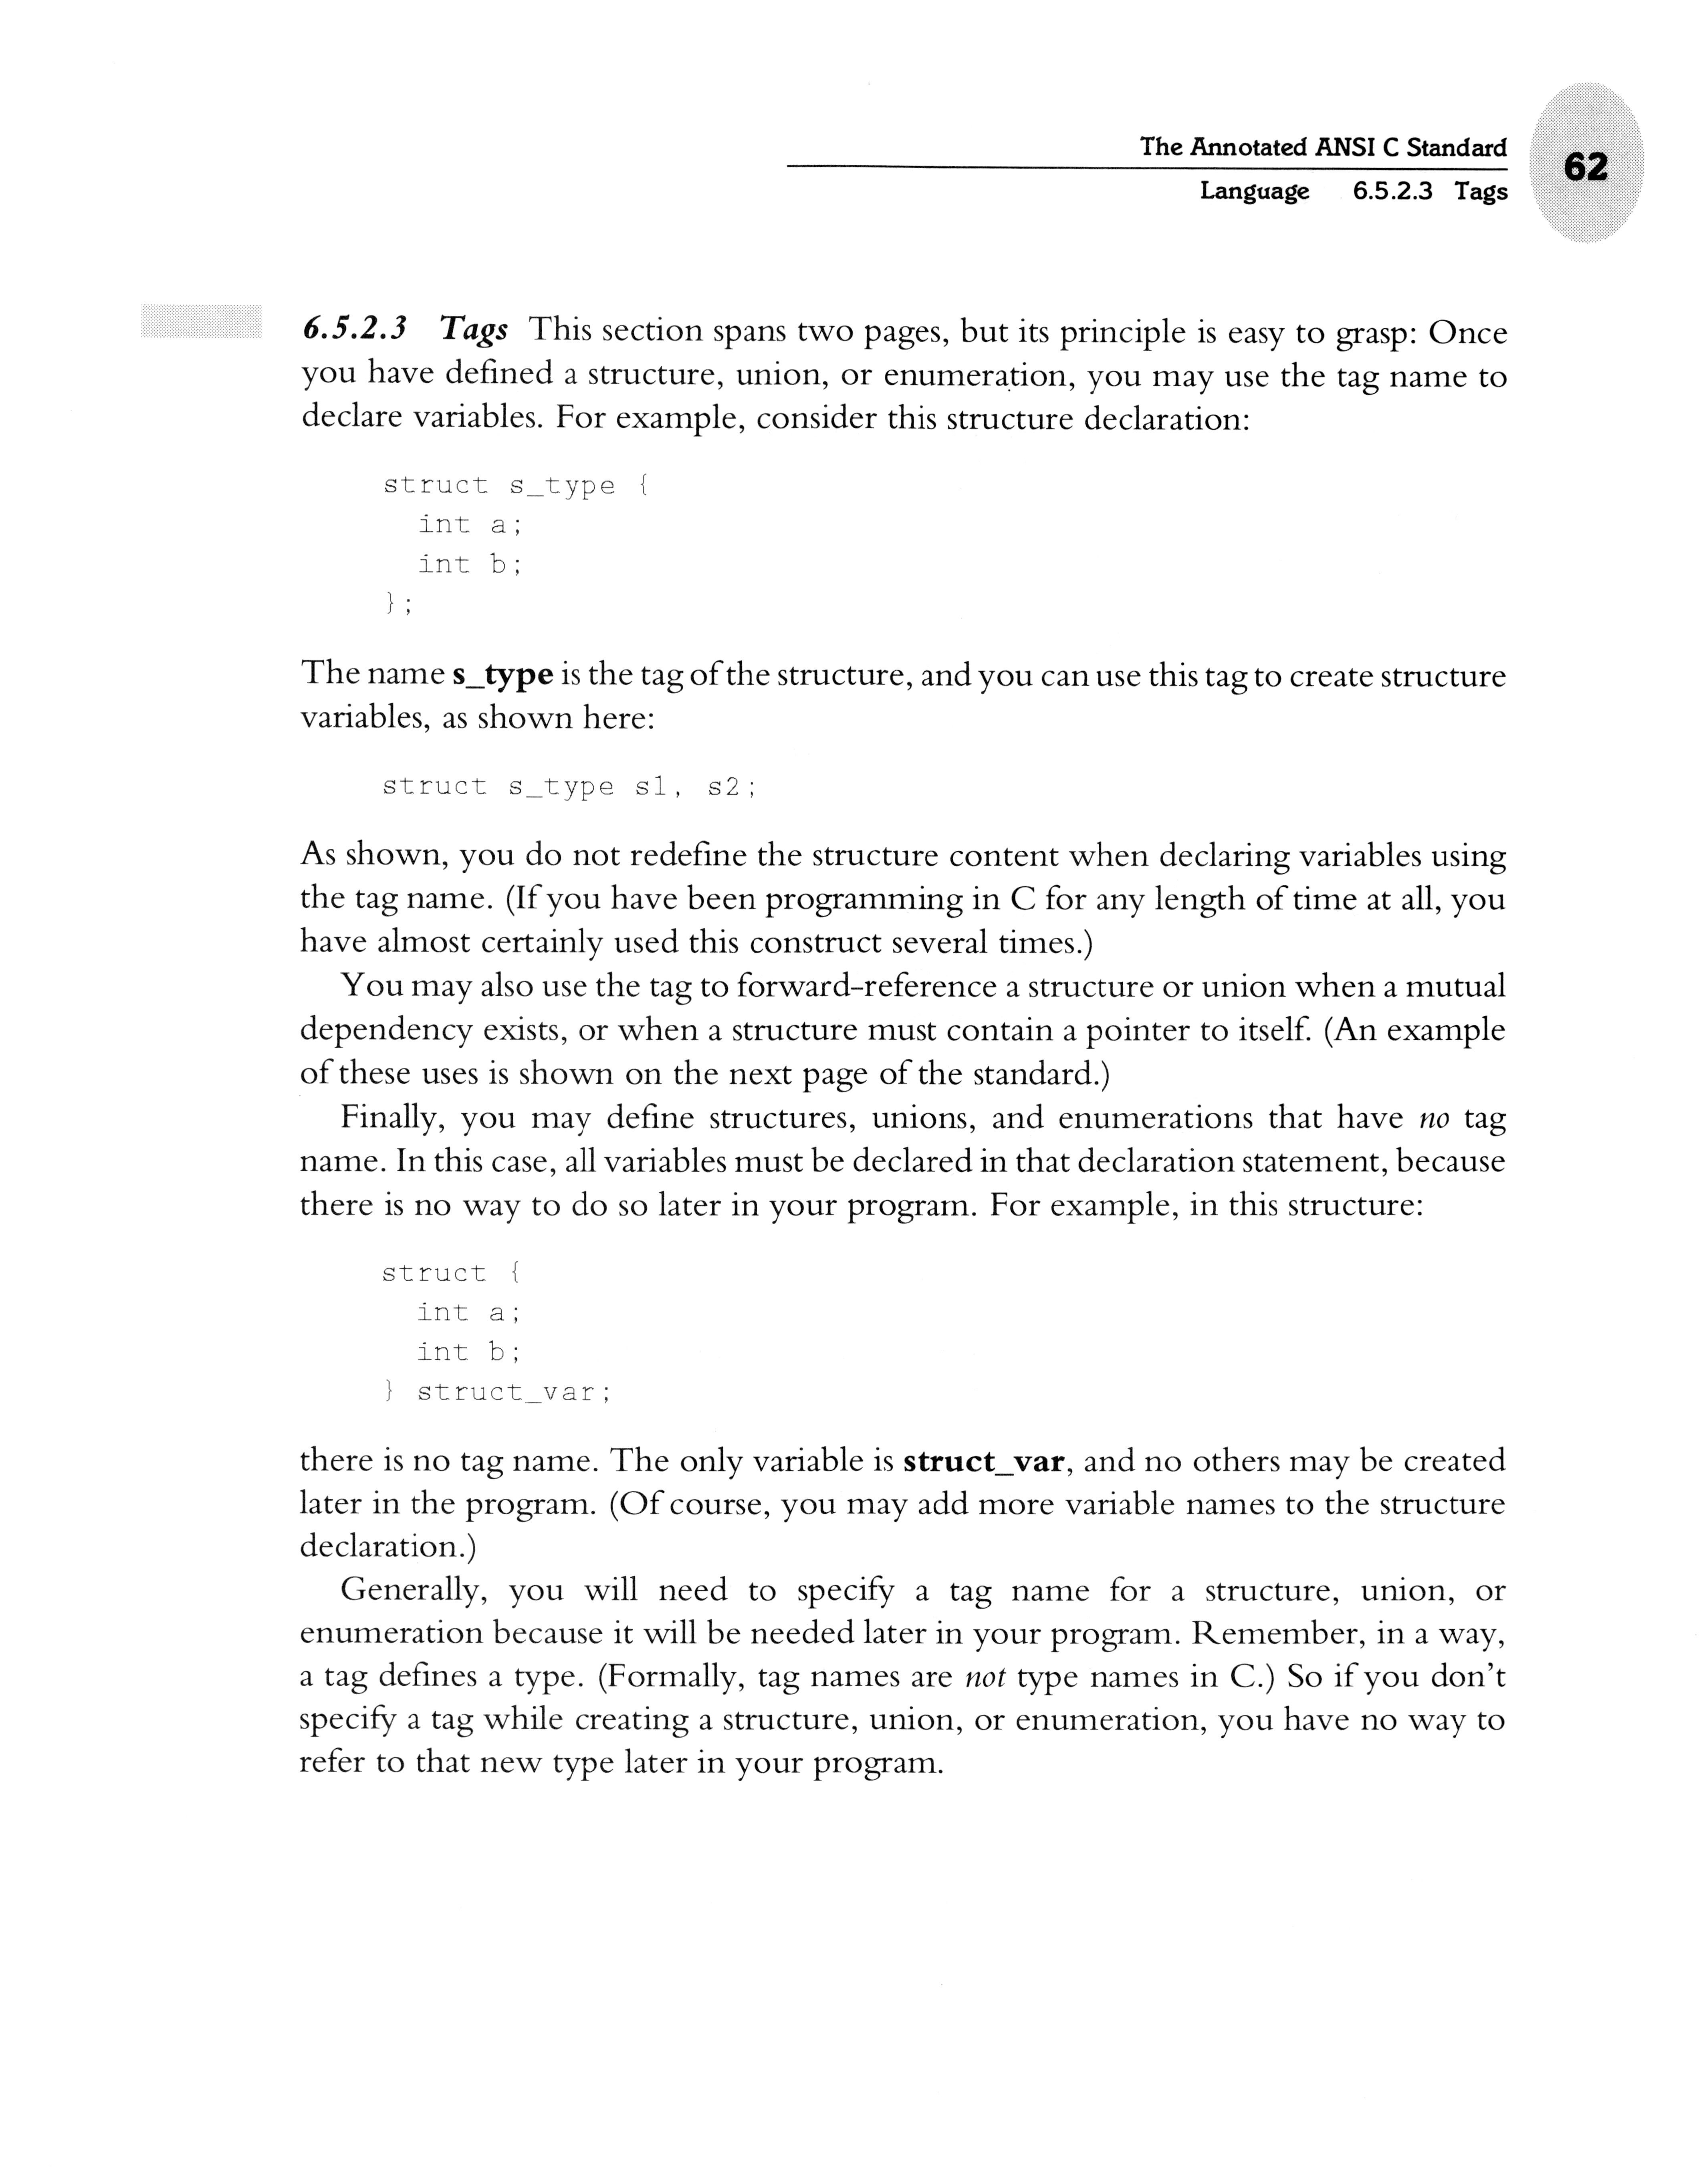 The Annotated ANSI C Standard
62
Language 6.5.2.3 Tags
6.5.2.3 Tags This section spans two pages, but its principle is easy to grasp: Once
you have defined a structure, union, or enumeration, you may use the tag name to
declare variables. For example, consider this structure declaration:
struct s_type {
int a;
int b;
};
The name s_type is the tag of the structure, and you can use this tag to create structure
variables, as shown here:
struct s_type s1, s2;
As shown, you do not redefine the structure content when declaring variables using
the tag name. (If you have been programming in C for any length of time at all, you
have almost certainly used this construct several times.)
You may also use the tag to forward-reference a structure or union when a mutual
dependency exists, or when a structure must contain a pointer to itself. (An example
of these uses is shown on the next page of the standard.)
Finally, you may define structures, unions, and enumerations that have no tag
name. In this case, all variables must be declared in that declaration statement, because
there is no way to do so later in your program. For example, in this structure:
struct {
int a;
int b;
} struct_var;
there is no tag name. The only variable is struct_var, and no others may be created
later in the program. (Of course, you may add more variable names to the structure
declaration.)
Generally, you will need to specify a tag name for a structure, union, or
enumeration because it will be needed later in your program. Remember, in a way,
a tag defines a type. (Formally, tag names are not type names in C.) So if you don't
specify a tag while creating a structure, union, or enumeration, you have no way to
refer to that new type later in your program.